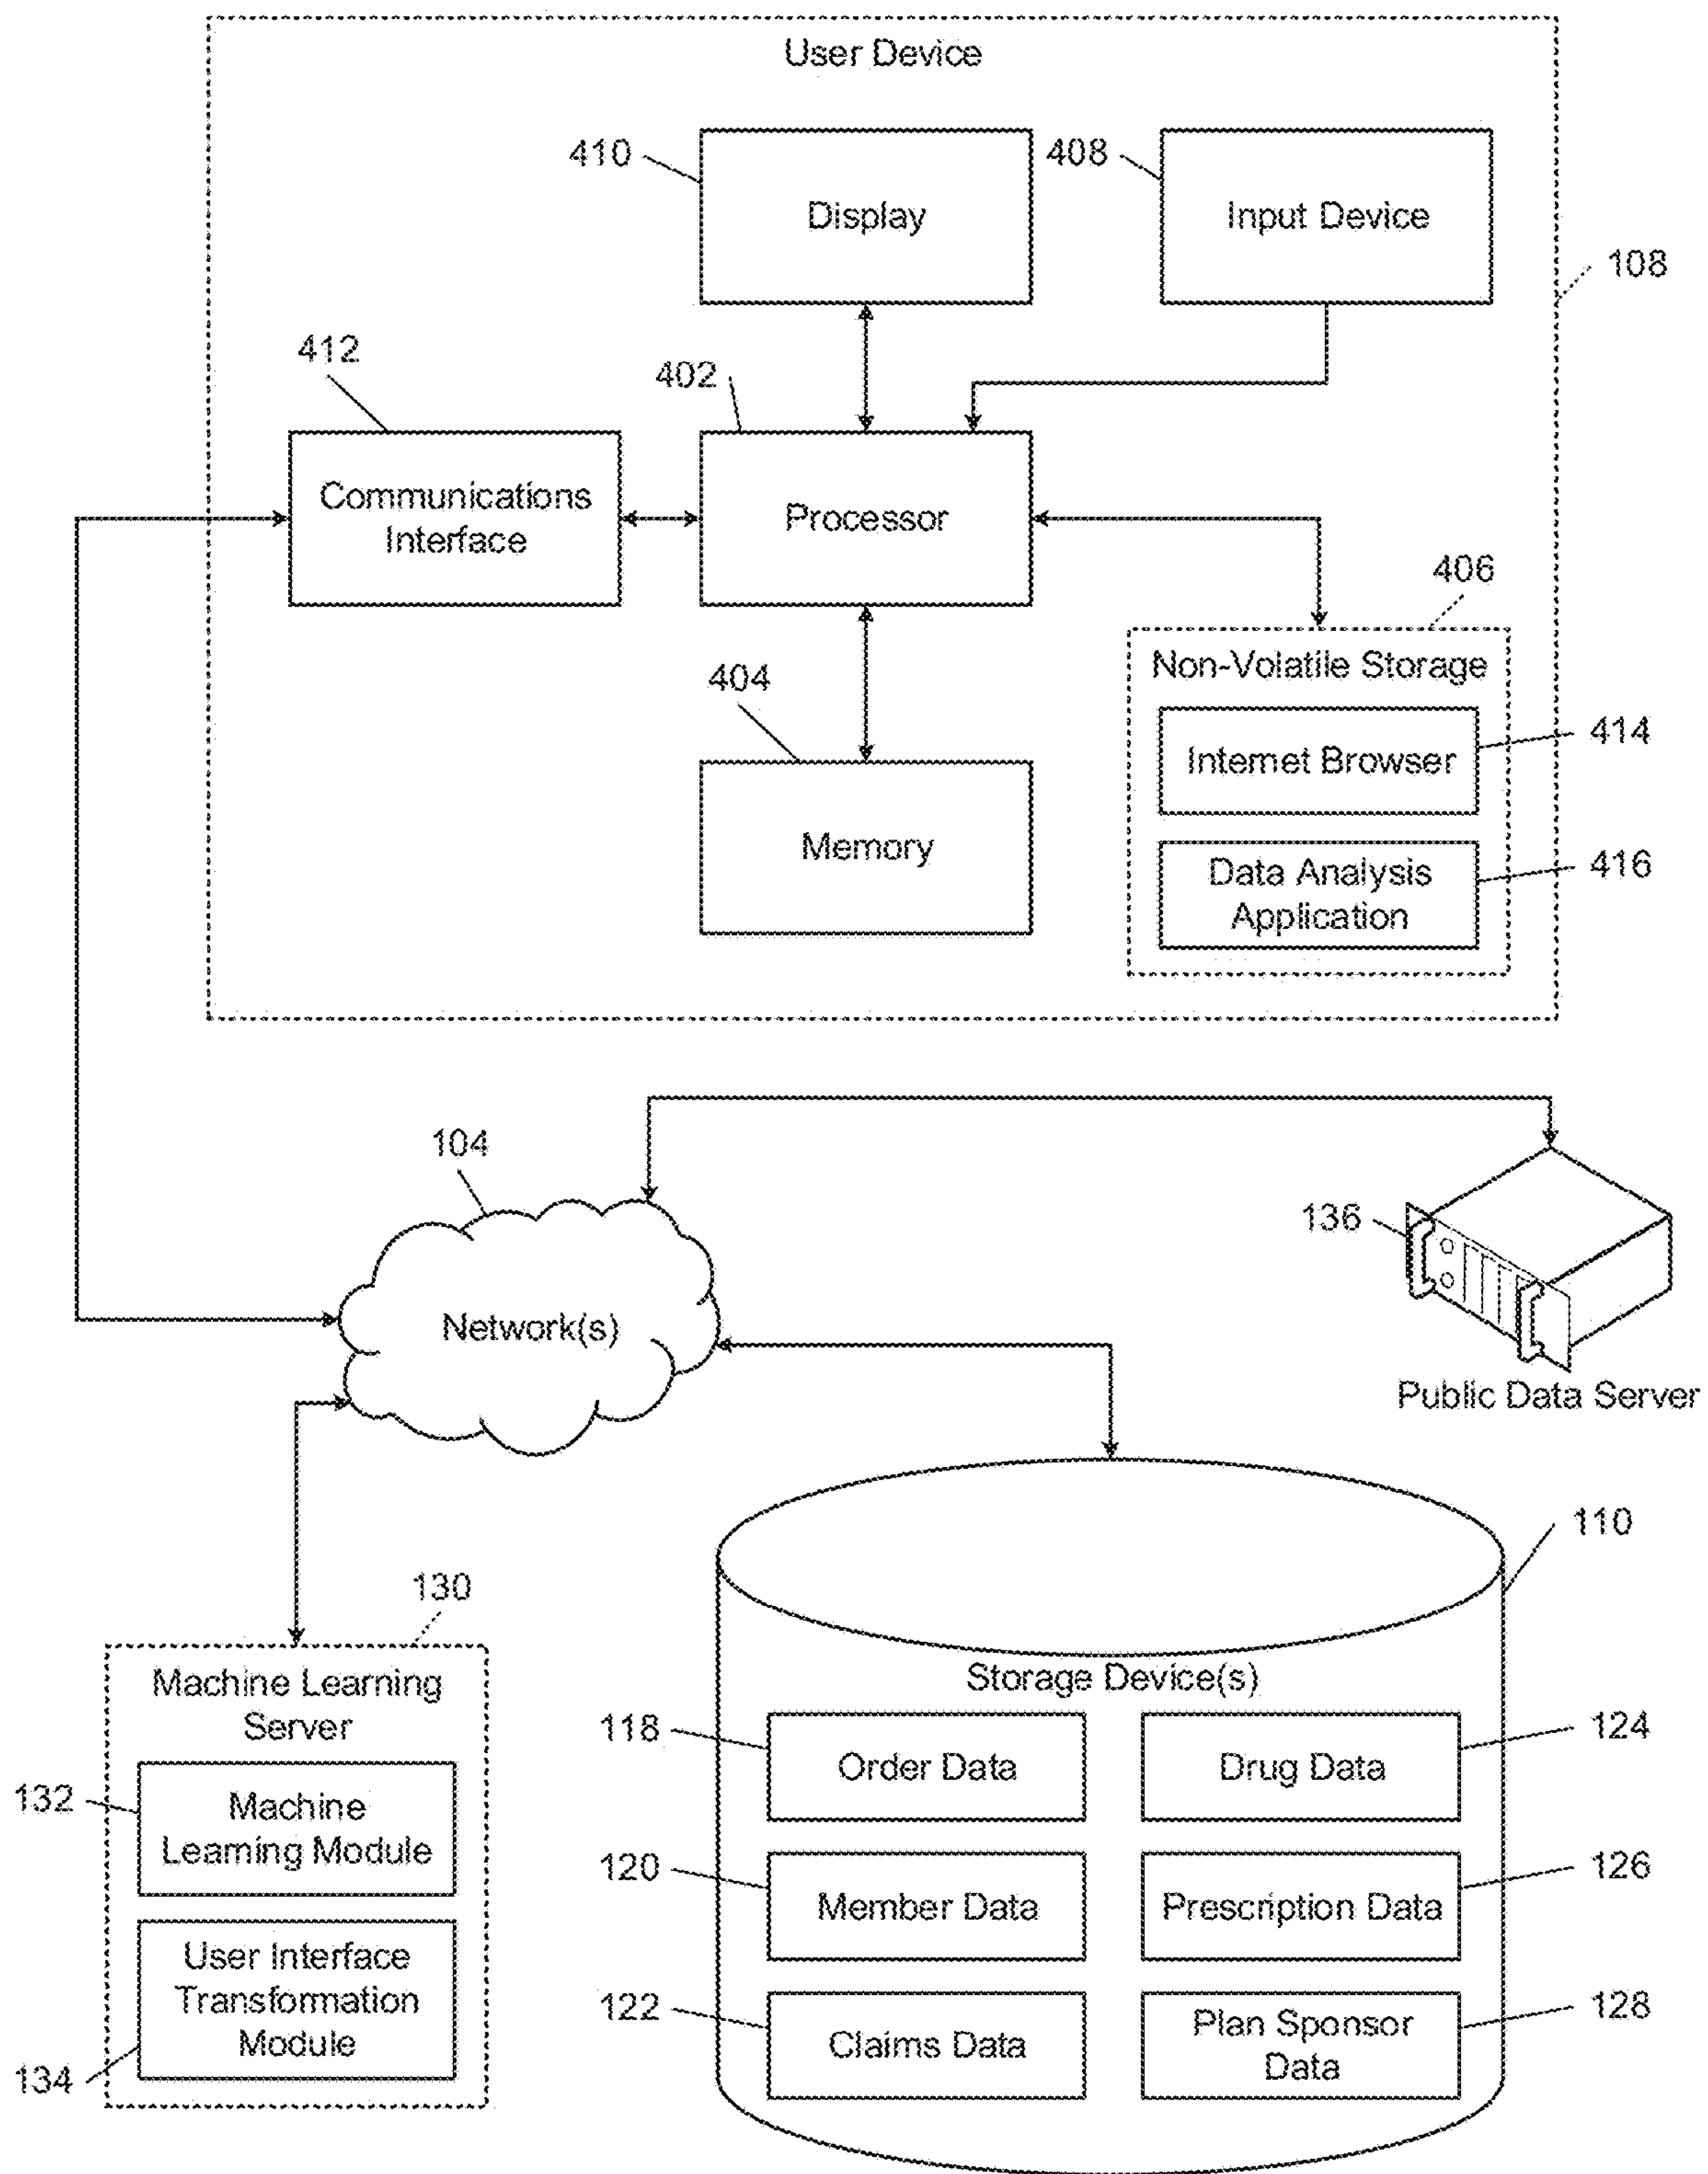 User Device
410
408
Display
Input Device
108
412
402
Communications
Interface
Processor
406
404
Non-Volatile Storage
Internet Browser
414
Memory
Data Analysis
Application
416
104
136
Network(s)
Public Data Server
110
130
Machine Learning
Server
Storage Device(s)
118
Order Data
Drug Data
124
132
Machine
Learning Module
120
Member Data
Prescription Data
126
User Interface
Transformation
Module
134
122
Claims Data
Plan Sponsor
Data
128